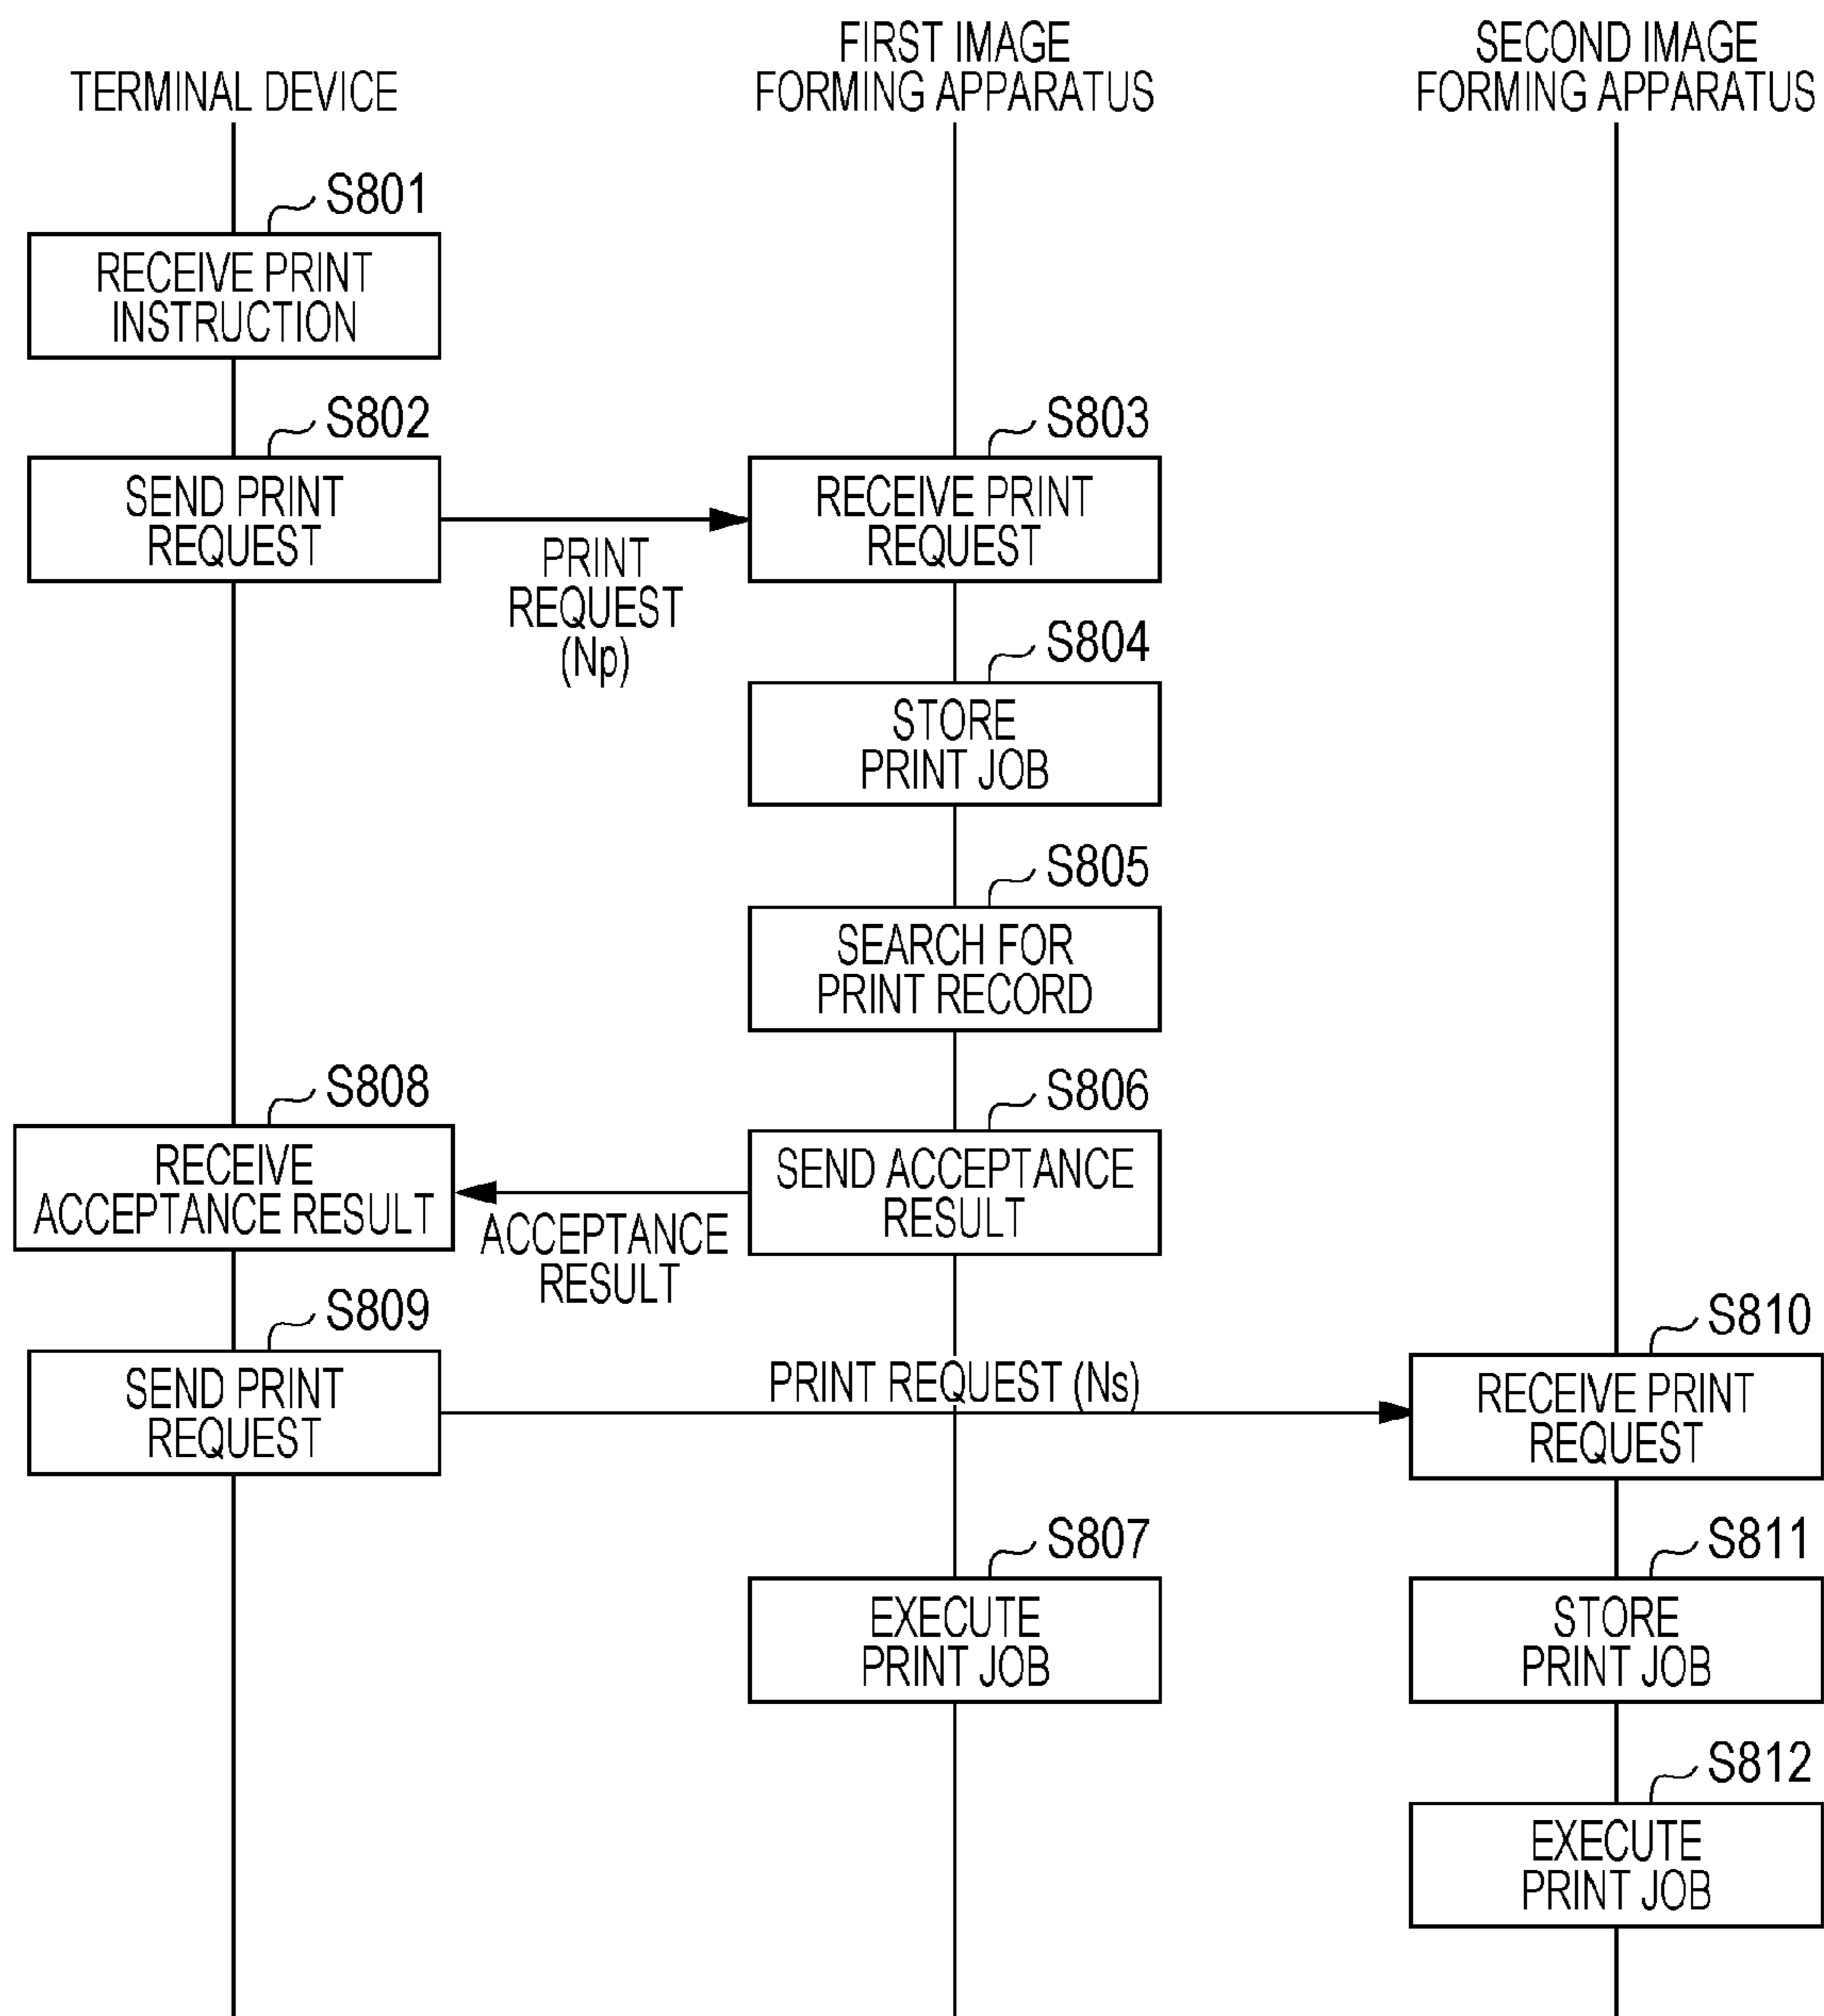 TERMINAL DEVICE
FIRST IMAGE
FORMING APPARATUS
SECOND IMAGE
FORMING APPARATUS
S801
RECEIVE PRINT
INSTRUCTION
S802
SEND PRINT
REQUEST
PRINT
REQUEST
(Np)
S803
RECEIVE PRINT
REQUEST
S804
STORE
PRINT JOB
S805
SEARCH FOR
PRINT RECORD
S806
SEND ACCEPTANCE
RESULT
ACCEPTANCE
RESULT
S808
RECEIVE
ACCEPTANCE RESULT
S809
SEND PRINT
REQUEST
PRINT REQUEST (Ns)
S810
RECEIVE PRINT
REQUEST
S807
EXECUTE
PRINT JOB
S811
STORE
PRINT JOB
S812
EXECUTE
PRINT JOB